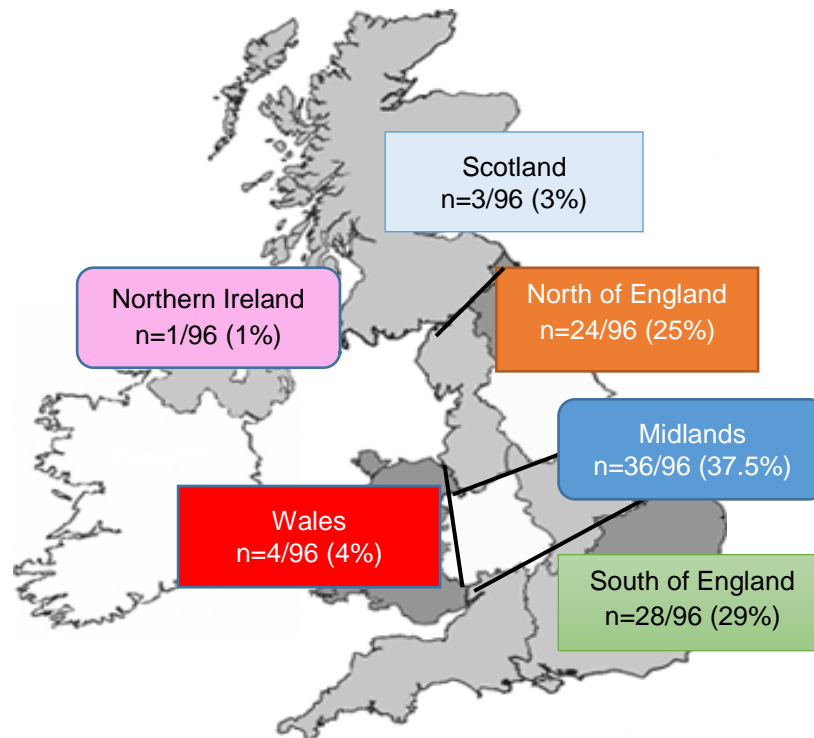 Scotland
n=3/96 (3%)
Northern Ireland
n=1/96 (1%)
North of England
n=24/96 (25%)
Midlands
n=36/96 (37.5%)
Wales
n=4/96 (4%)
South of England
n=28/96 (29%)